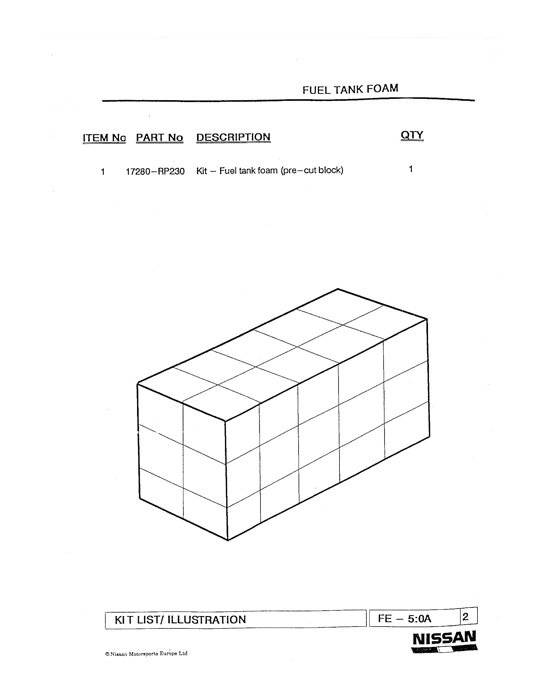 FUEL TANK FOAM
ITEM No PART No DESCRIPTION QTY
1 17280-RP230 Kit - Fuel tank foam (pre-cut block) 1
KIT LIST/ ILLUSTRATION FE - 5:0A 2
NISSAN
© Nissan Motorsports Europe Ltd